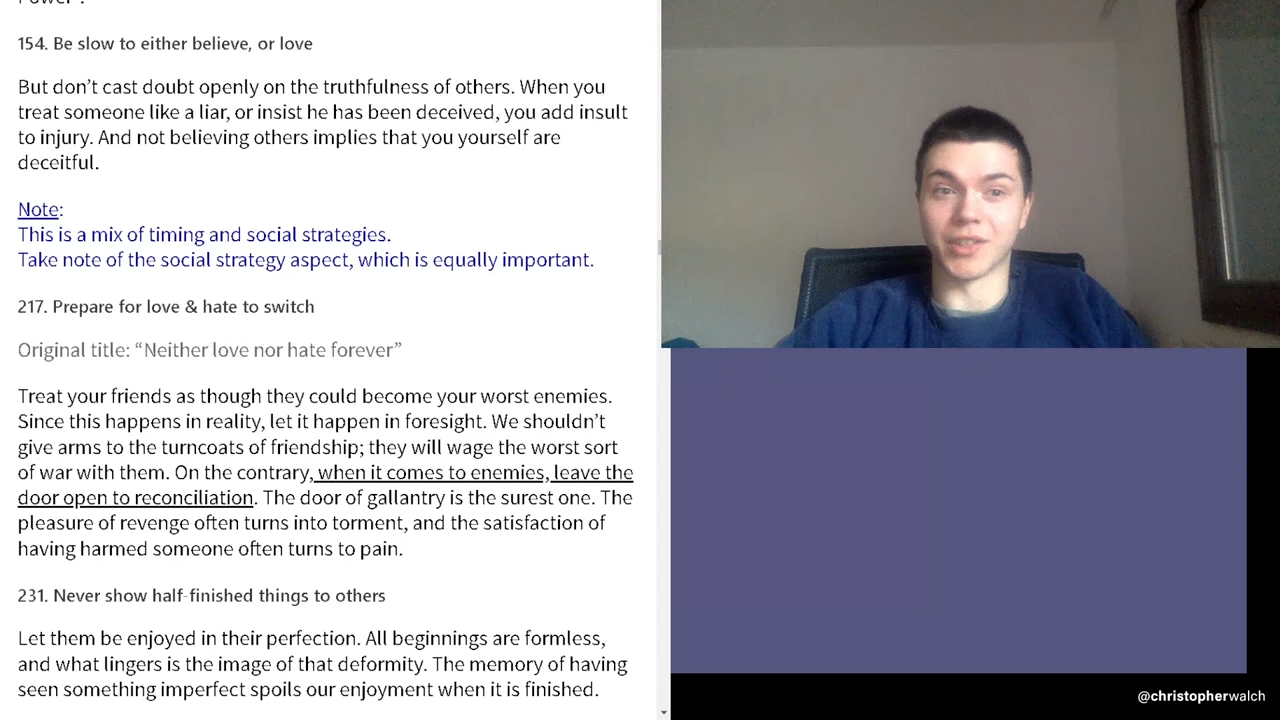 154. Be slow to either believe, or love
But don’t cast doubt openly on the truthfulness of others. When you
treat someone like a liar, or insist he has been deceived, you add insult
to injury. And not believing others implies that you yourself are
deceitful.
Note:
This is a mix of timing and social strategies.
Take note of the social strategy aspect, which is equally important.
217. Prepare for love & hate to switch
Original title: “Neither love nor hate forever”
Treat your friends as though they could become your worst enemies.
Since this happens in reality, let it happen in foresight. We shouldn’t
give arms to the turncoats of friendship; they will wage the worst sort
of war with them. On the contrary, when it comes to enemies, leave the
door open to reconciliation. The door of gallantry is the surest one. The
pleasure of revenge often turns into torment, and the satisfaction of
having harmed someone often turns to pain.
231. Never show half-finished things to others
Let them be enjoyed in their perfection. All beginnings are formless,
and what lingers is the image of that deformity. The memory of having
seen something imperfect spoils our enjoyment when it is finished.
@christopherwalch